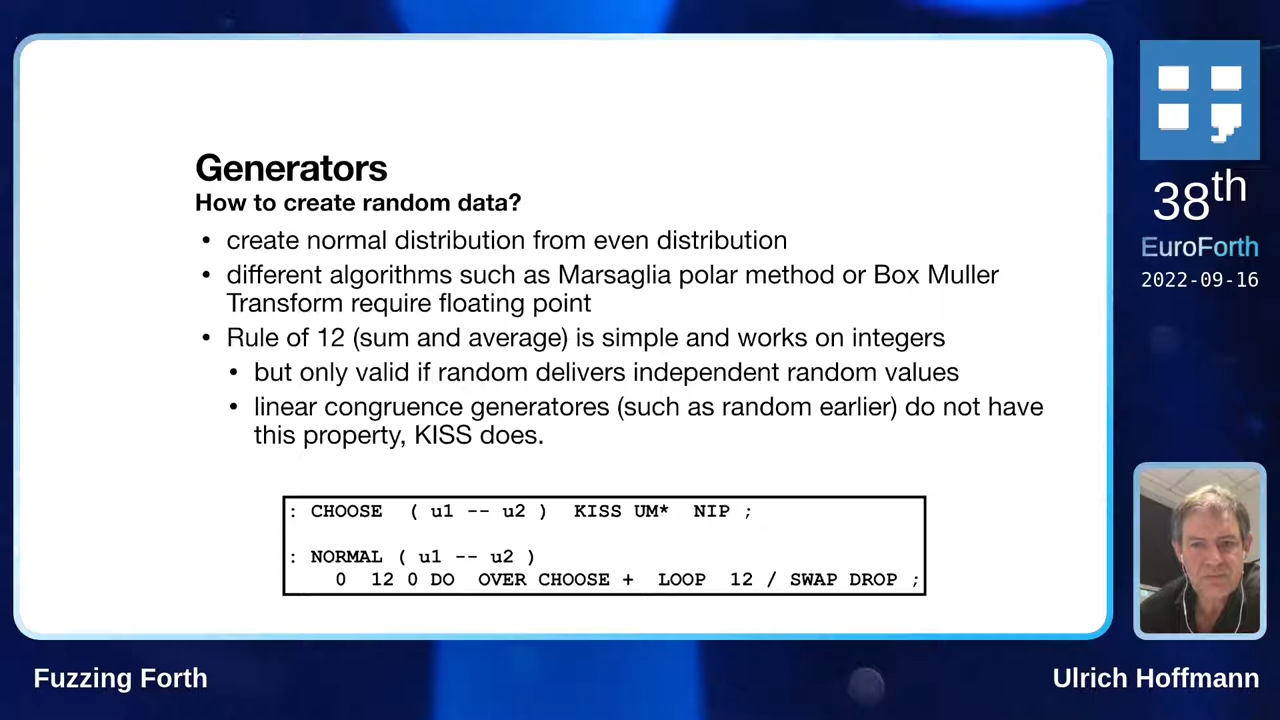 Generators
How to create random data?
• create normal distribution from even distribution
• different algorithms such as Marsaglia polar method or Box Muller
Transform require floating point
• Rule of 12 (sum and average) is simple and works on integers
• but only valid if random delivers independent random values
• linear congruence generatores (such as random earlier) do not have
this property, KISS does.
: CHOOSE ( u1 -- u2 ) KISS UM* NIP ;
: NORMAL ( u1 -- u2 )
0 12 0 DO OVER CHOOSE + LOOP 12 / SWAP DROP ;
38th
EuroForth
2022-09-16
Fuzzing Forth
Ulrich Hoffmann